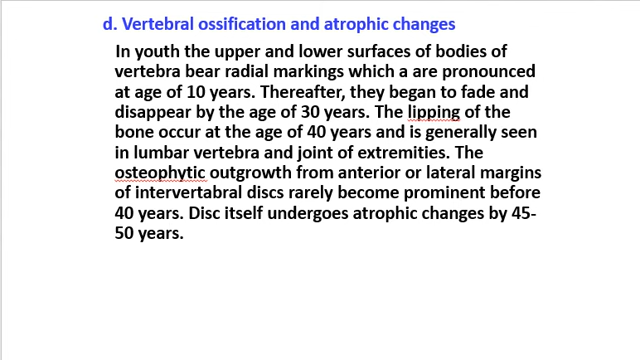 d. Vertebral ossification and atrophic changes
In youth the upper and lower surfaces of bodies of
vertebra bear radial markings which a are pronounced
at age of 10 years. Thereafter, they began to fade and
disappear by the age of 30 years. The lipping of the
bone occur at the age of 40 years and is generally seen
in lumbar vertebra and joint of extremities. The
osteophytic outgrowth from anterior or lateral margins
of intervertabral discs rarely become prominent before
40 years. Disc itself undergoes atrophic changes by 45-
50 years.